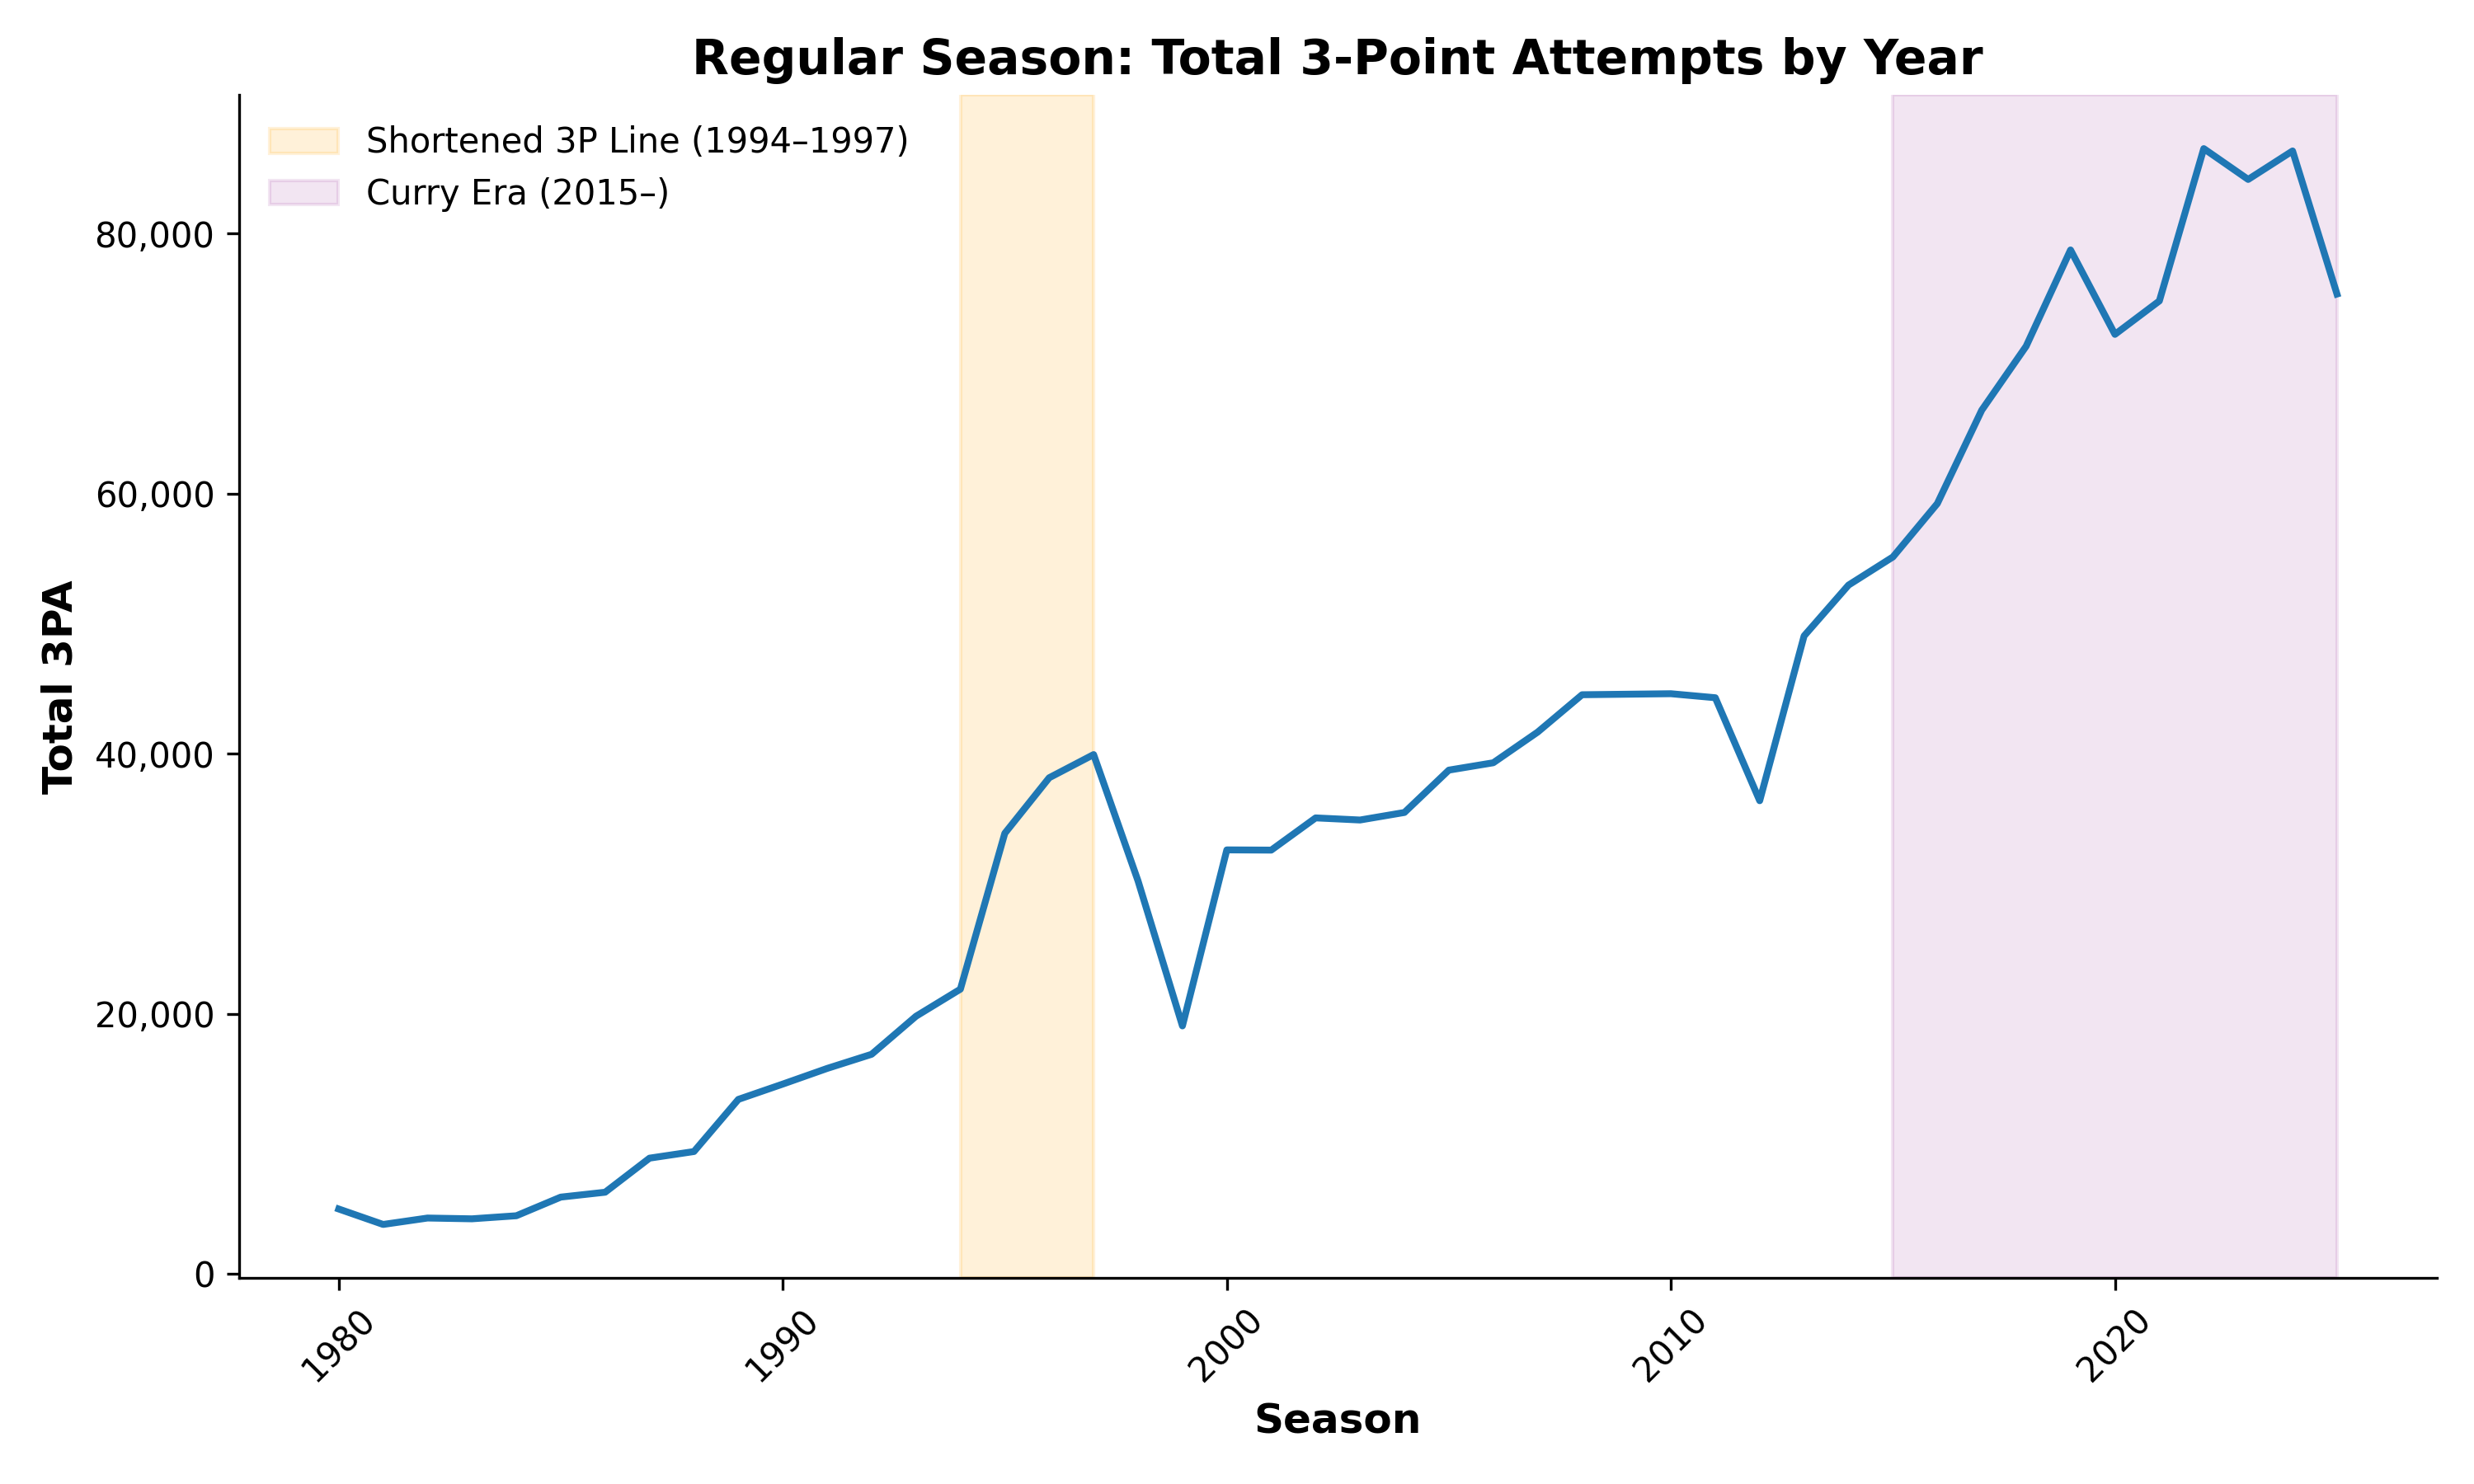 Regular Season: Total 3-Point Attempts by Year
Shortened 3P Line (1994–1997)
Curry Era (2015–)
Total 3PA
80,000
60,000
40,000
20,000
0
1980
1990
2000
2010
2020
Season